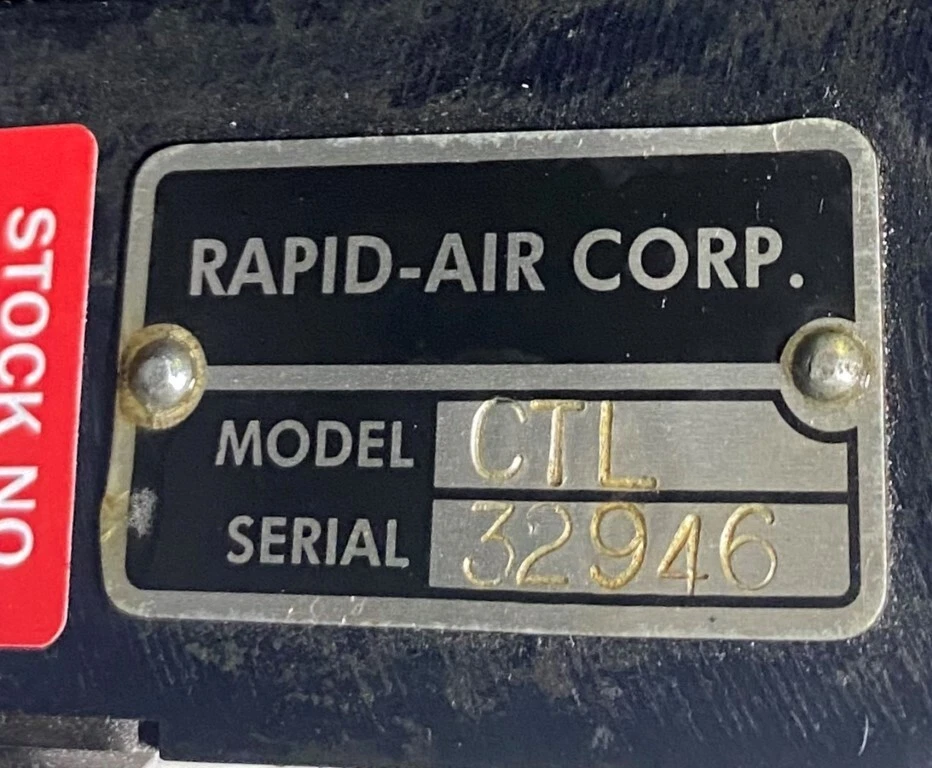 STOCK NO
RAPID-AIR CORP.
MODEL CTL
SERIAL 32946